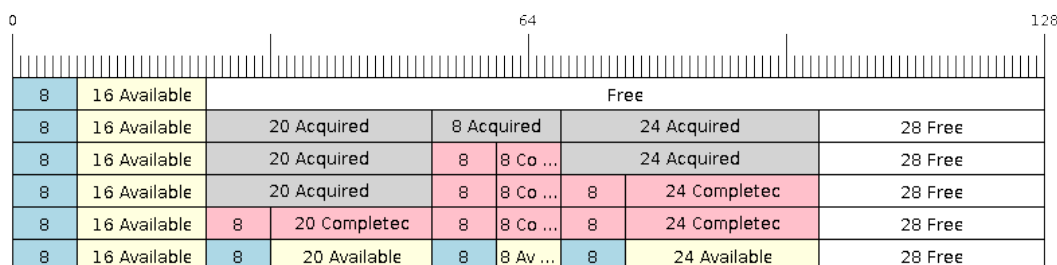 0 64 128
8 16 Available Free
8 16 Available 20 Acquired 8 Acquired 24 Acquired 28 Free
8 16 Available 20 Acquired 8 8 Co ... 24 Acquired 28 Free
8 16 Available 20 Acquired 8 8 Co ... 8 24 Completec 28 Free
8 16 Available 8 20 Completec 8 8 Co ... 8 24 Completec 28 Free
8 16 Available 8 20 Available 8 8 Av ... 8 24 Available 28 Free